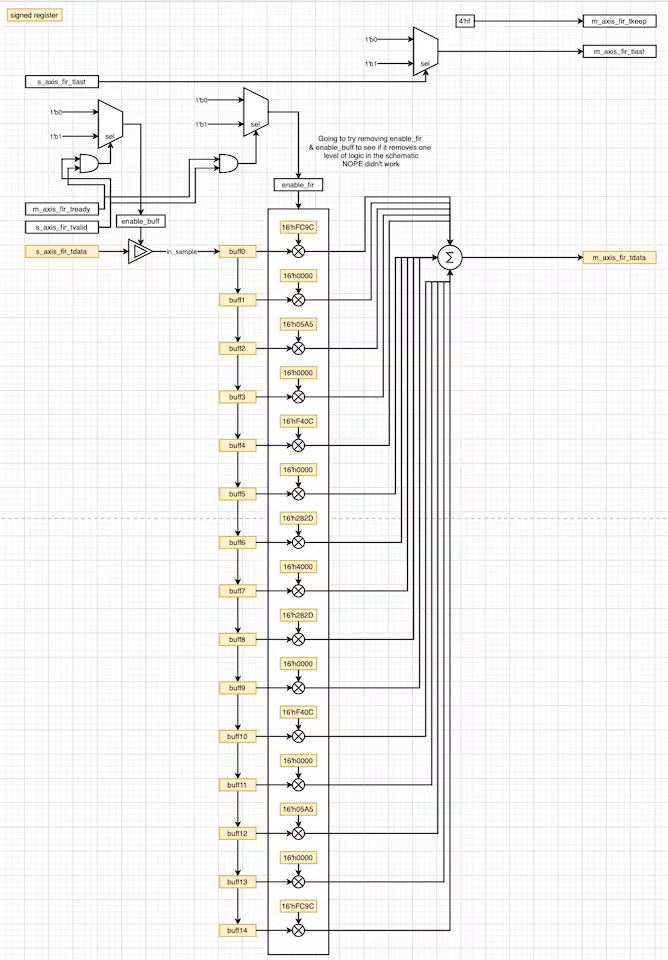 signed register
4'hf
m_axis_fir_tkeep
1'b0
m_axis_fir_tlast
1'b1
sel
s_axis_fir_tlast
1'b0
1'b0
1'b1
sel
1'b1
sel
Going to try removing enable_fir
& enable_buff to see if it removes one
level of logic in the schematic
NOPE didn't work
enable_fir
m_axis_fir_tready
enable_buff
s_axis_fir_tvalid
16'hFC9C
s_axis_fir_tdata
in_sample
buff0
Σ
m_axis_fir_tdata
16'h0000
buff1
16'h05A5
buff2
16'h0000
buff3
16'hF40C
buff4
16'h0000
buff5
16'h282D
buff6
16'h4000
buff7
16'h282D
buff8
16'h0000
buff9
16'hF40C
buff10
16'h0000
buff11
16'h05A5
buff12
16'h0000
buff13
16'hFC9C
buff14